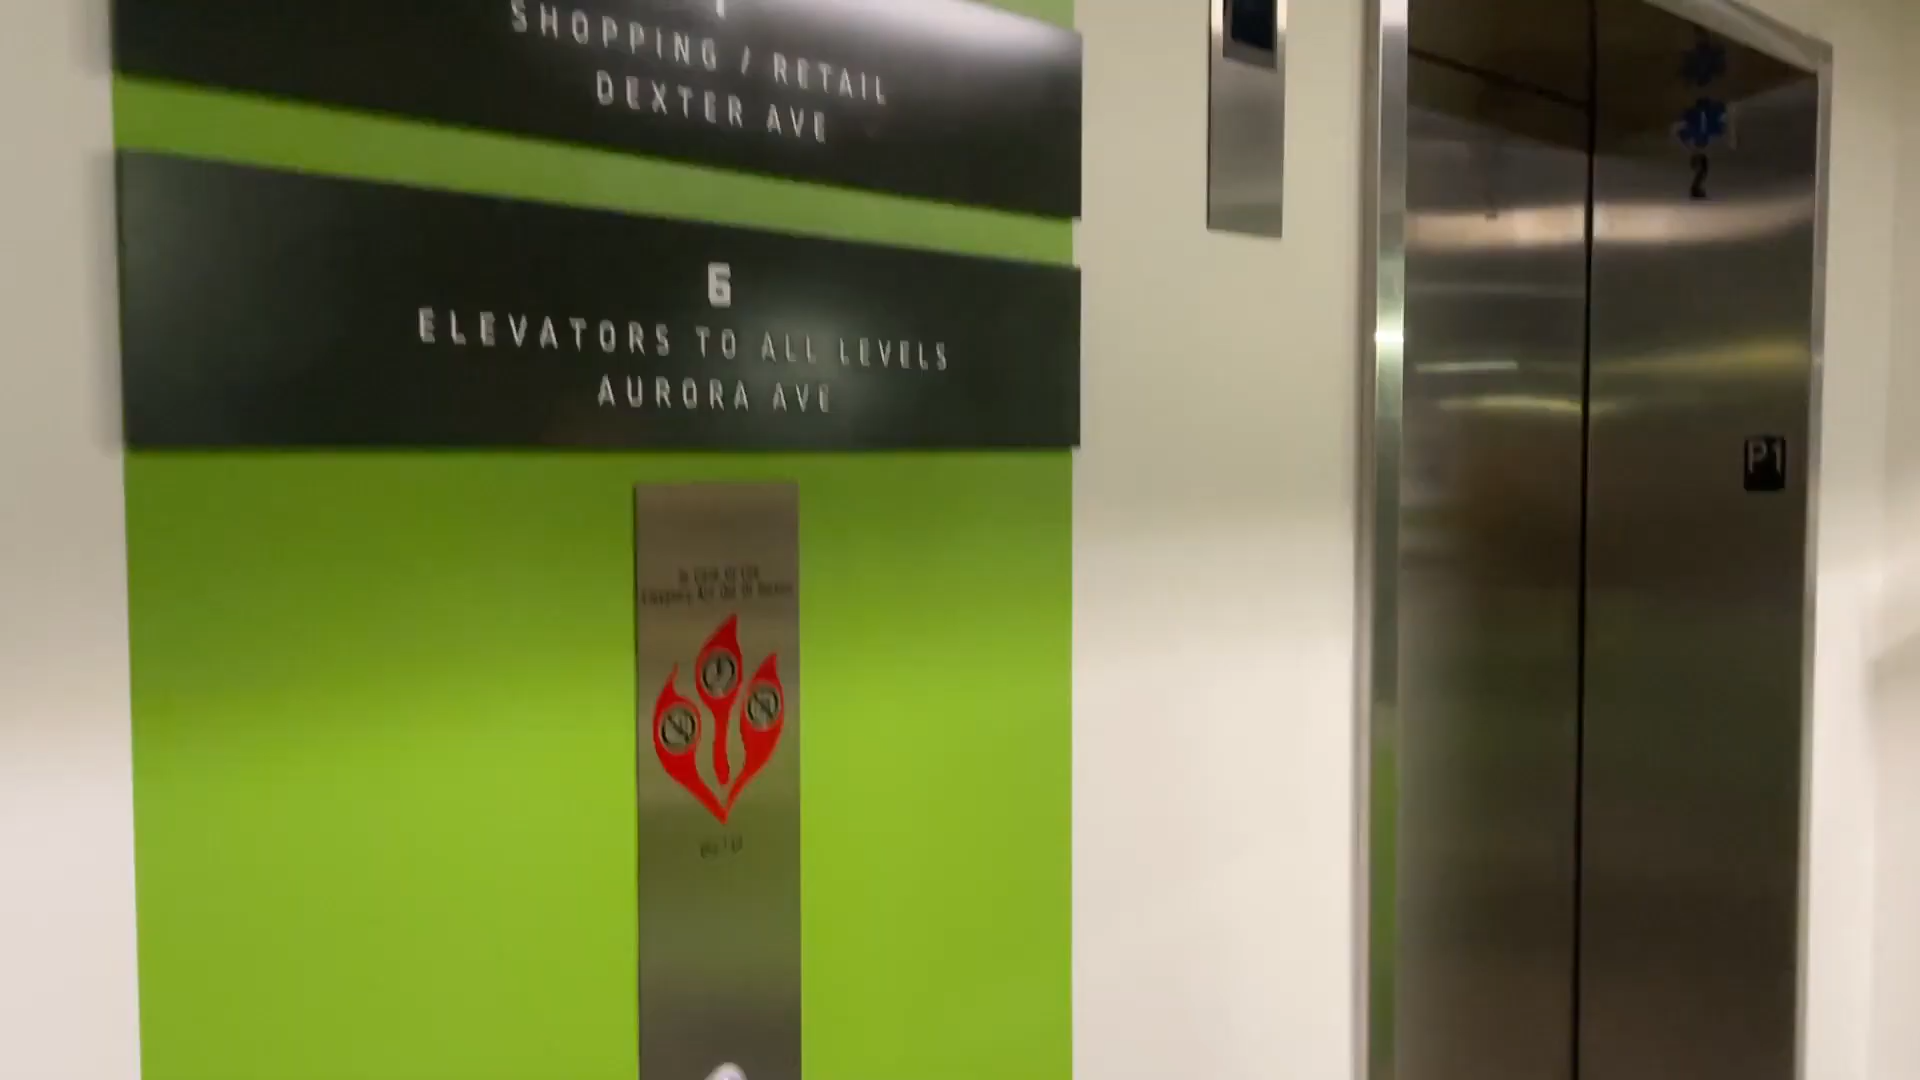 SHOPPING / RETAIL
DEXTER AVE
6
ELEVATORS TO ALL LEVELS
AURORA AVE
2
P1